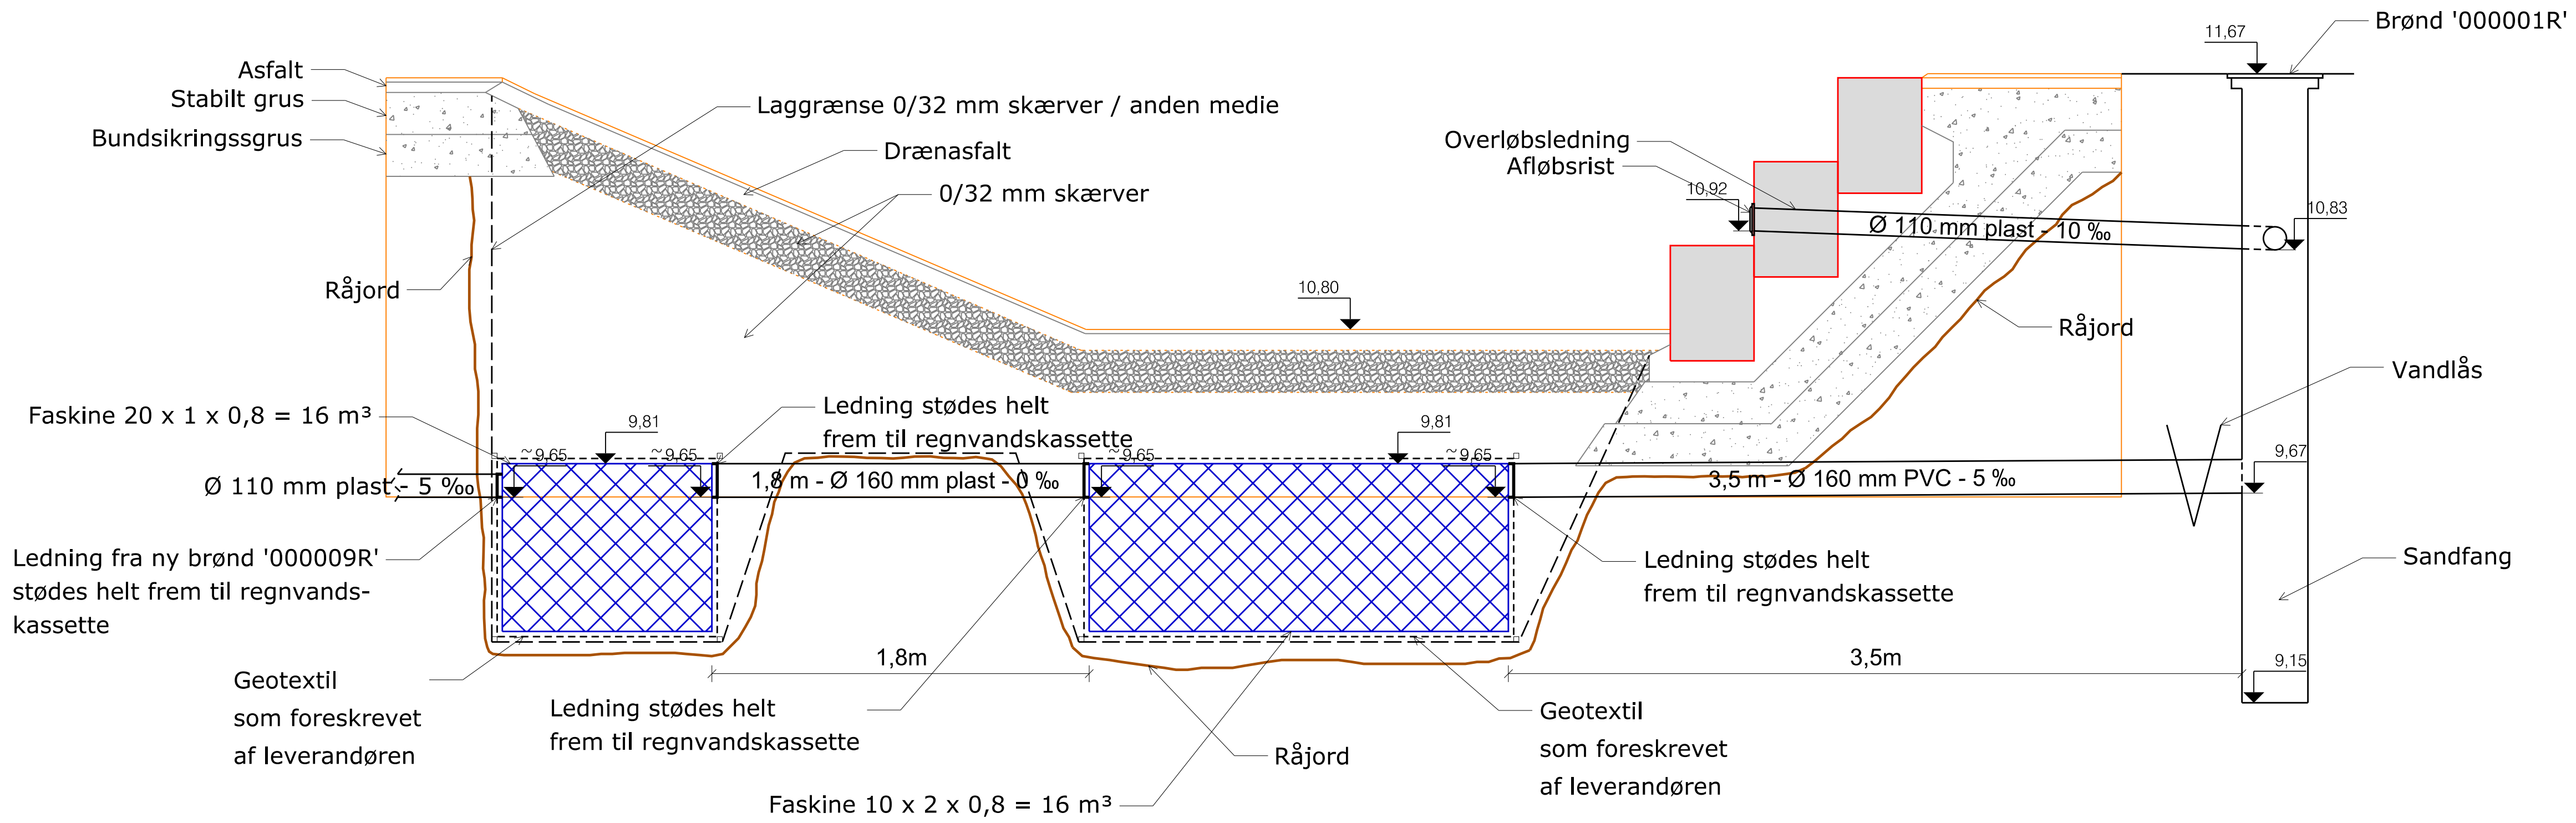 Brønd '000001R'
11,67
Asfalt
Stabilt grus
Bundsikringssgrus
Laggrænse 0/32 mm skærver / anden medie
Drænasfalt
0/32 mm skærver
Overløbsledning
Afløbsrist
10,92
Ø 110 mm plast - 10 ‰
10,83
Råjord
10,80
Råjord
Vandlås
Faskine 20 x 1 x 0,8 = 16 m³
Ledning stødes helt
frem til regnvandskassette
9,81
9,81
~9,65
~9,65
~9,65
~9,65
9,67
Ø 110 mm plast - 5 ‰
1,8 m - Ø 160 mm plast - 0 ‰
3,5 m - Ø 160 mm PVC - 5 ‰
Ledning fra ny brønd '000009R'
stødes helt frem til regnvands-
kassette
Ledning stødes helt
frem til regnvandskassette
Sandfang
1,8m
3,5m
9,15
Geotextil
som foreskrevet
af leverandøren
Ledning stødes helt
frem til regnvandskassette
Råjord
Geotextil
som foreskrevet
af leverandøren
Faskine 10 x 2 x 0,8 = 16 m³